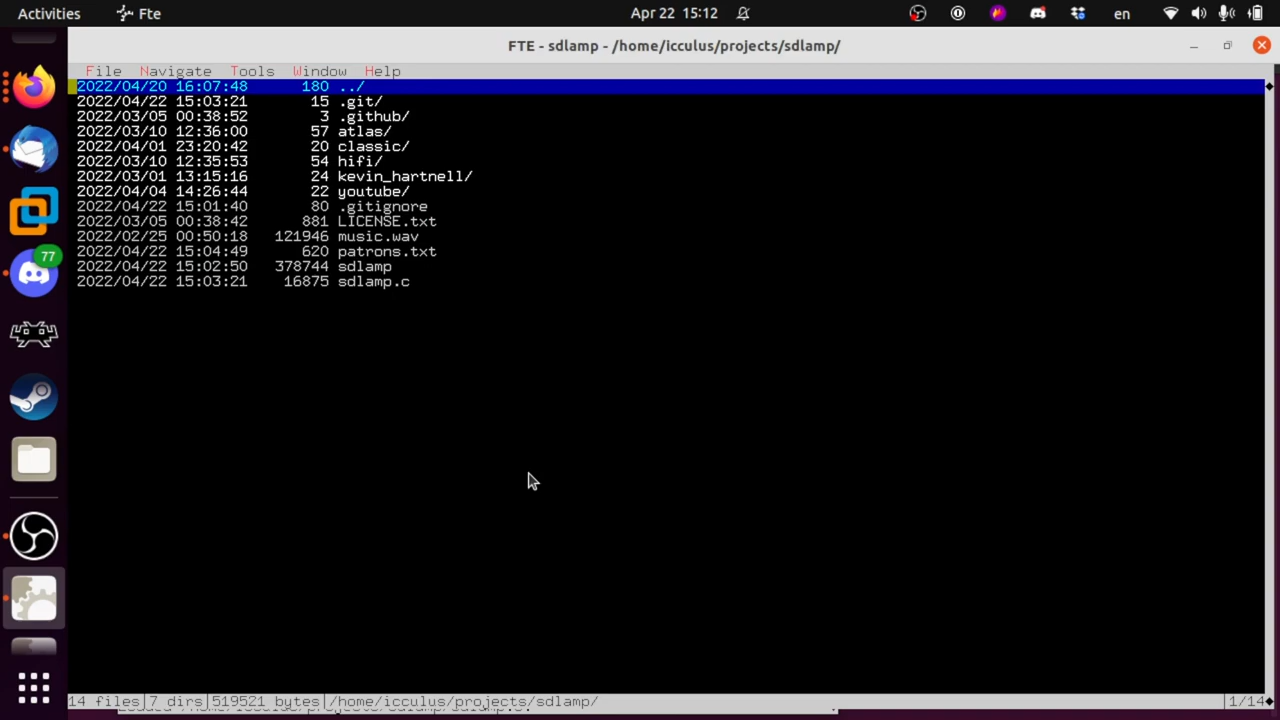 Activities Fte Apr 22 15:12 en
FTE - sdlamp - /home/icculus/projects/sdlamp/
File Navigate Tools Window Help
2022/04/20 16:07:48 180 ../
2022/04/22 15:03:21 15 .git/
2022/03/05 00:38:52 3 .github/
2022/03/10 12:36:00 57 atlas/
2022/04/01 23:20:42 20 classic/
2022/03/10 12:35:53 54 hifi/
2022/03/01 13:15:16 24 kevin_hartnell/
2022/04/04 14:26:44 22 youtube/
2022/04/22 15:01:40 80 .gitignore
2022/03/05 00:38:42 881 LICENSE.txt
2022/02/25 00:50:18 121946 music.wav
2022/04/22 15:04:49 620 patrons.txt
2022/04/22 15:02:50 378744 sdlamp
2022/04/22 15:03:21 16875 sdlamp.c
77
14 files|7 dirs|519521 bytes|/home/icculus/projects/sdlamp/ |1/14